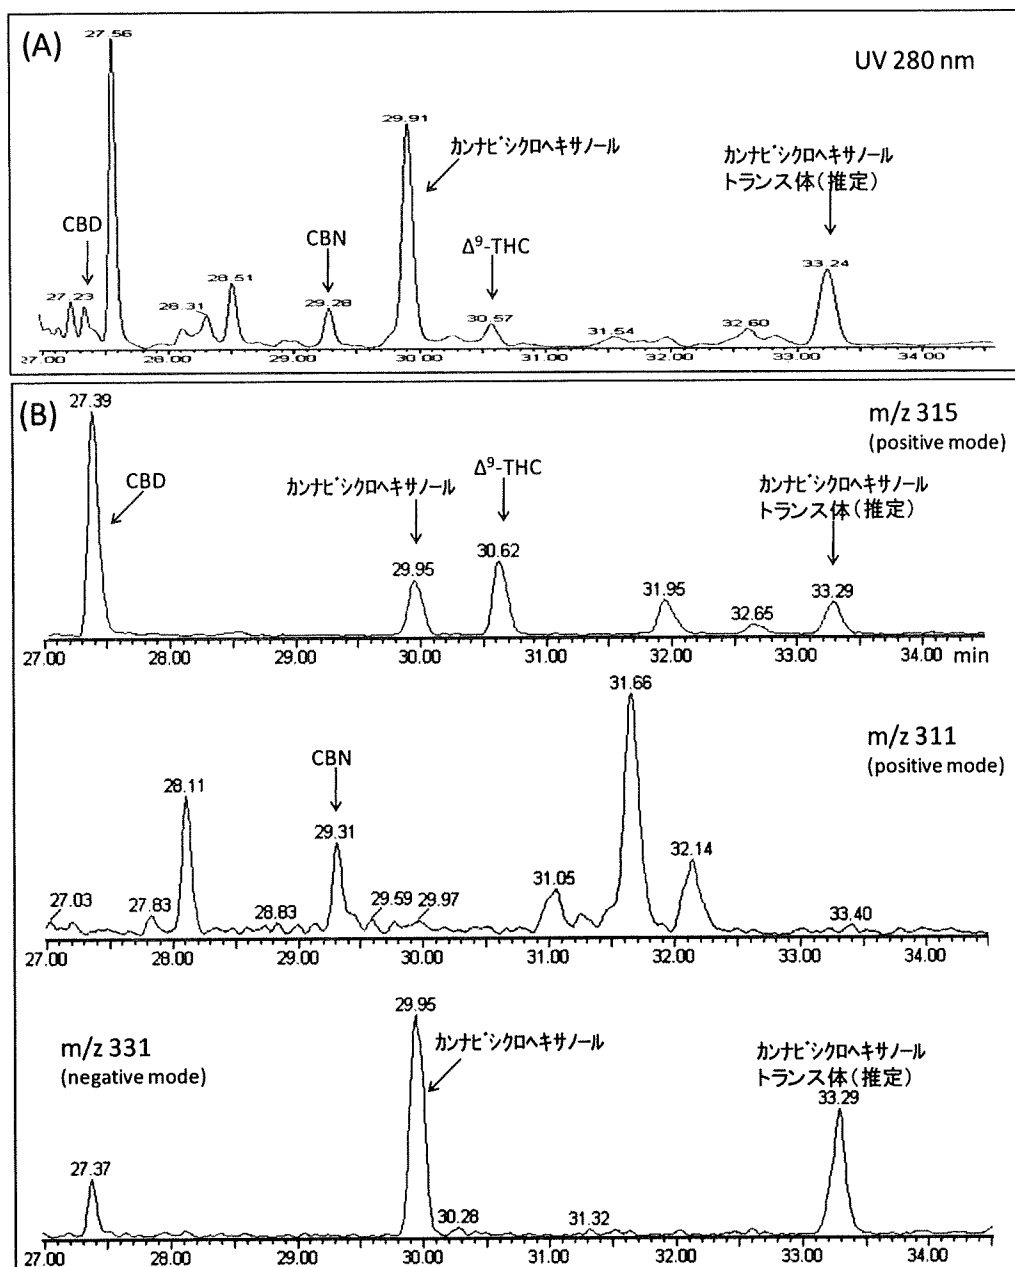 (A)
UV 280 nm
27.56
29.91
カンナビシクロヘキサノール
カンナビシクロヘキサノール
トランス体(推定)
CBD
CBN
Δ⁹-THC
27.23
28.31
28.51
29.28
30.57
31.54
32.60
33.24
27.00 28.00 29.00 30.00 31.00 32.00 33.00 34.00
(B)
27.39
m/z 315
(positive mode)
CBD
カンナビシクロヘキサノール
Δ⁹-THC
カンナビシクロヘキサノール
トランス体(推定)
29.95
30.62
31.95
32.65
33.29
27.00 28.00 29.00 30.00 31.00 32.00 33.00 34.00 min
31.66
m/z 311
(positive mode)
CBN
28.11
29.31
32.14
27.03
27.83
28.83
29.59
29.97
31.05
33.40
27.00 28.00 29.00 30.00 31.00 32.00 33.00 34.00
29.95
m/z 331
(negative mode)
カンナビシクロヘキサノール
カンナビシクロヘキサノール
トランス体(推定)
33.29
27.37
30.28
31.32
27.00 28.00 29.00 30.00 31.00 32.00 33.00 34.00